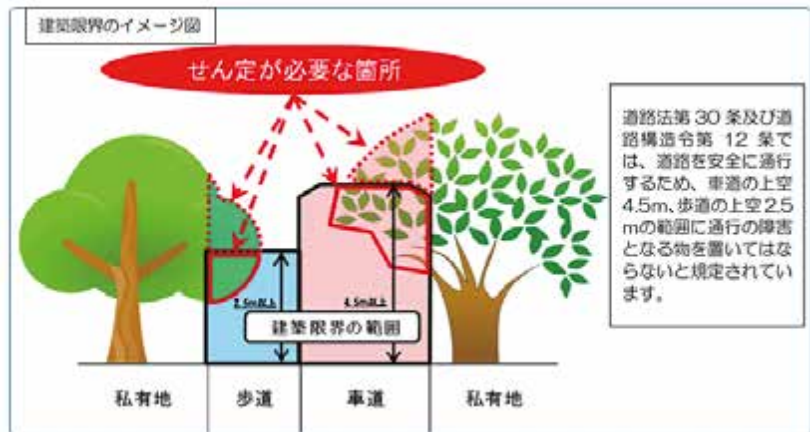 建築限界のイメージ図
せん定が必要な箇所
道路法第30条及び道
路構造令第 12 条で
は、道路を安全に通行
するため、車道の上空
4.5m、歩道の上空2.5
mの範囲に通行の障害
となる物を置いてはな
らないと規定されてい
ます。
2.5m以上
4.5m以上
建築限界の範囲
私有地
歩道
車道
私有地